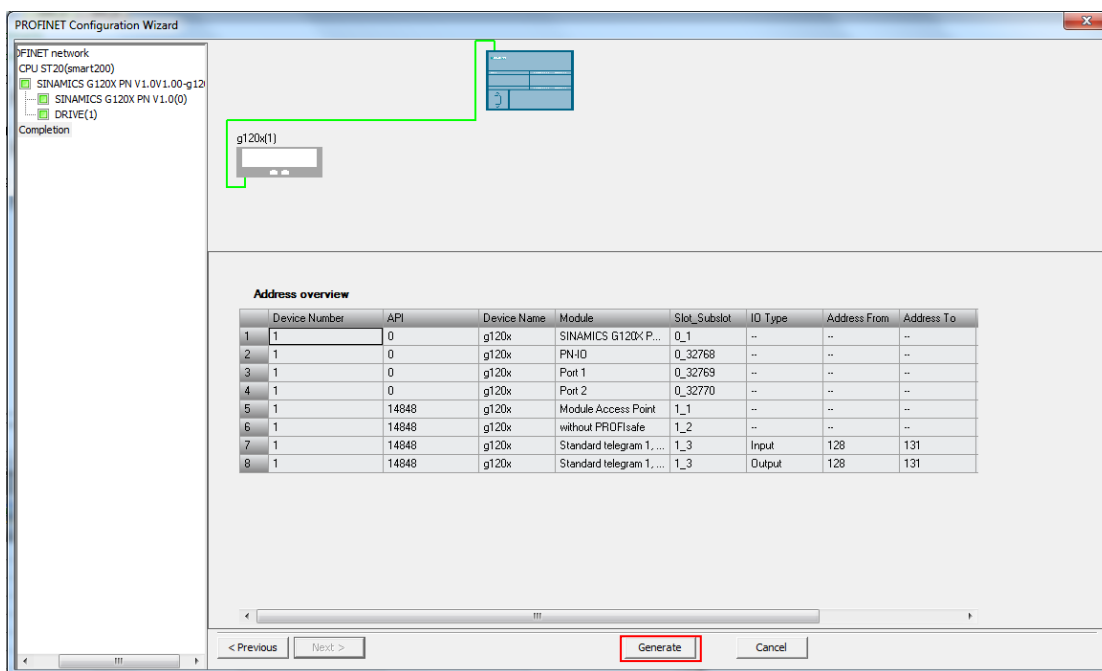 PROFINET Configuration Wizard
OFINET network
CPU ST20(smart200)
SINAMICS G120X PN V1.0V1.00-g120
SINAMICS G120X PN V1.0(0)
DRIVE(1)
Completion
g120x(1)
Address overview
Device Number API Device Name Module Slot_Subslot IO Type Address From Address To
1 1 0 g120x SINAMICS G120X P... 0_1 -- -- --
2 1 0 g120x PN-IO 0_32768 -- -- --
3 1 0 g120x Port 1 0_32769 -- -- --
4 1 0 g120x Port 2 0_32770 -- -- --
5 1 14848 g120x Module Access Point 1_1 -- -- --
6 1 14848 g120x without PROFIsafe 1_2 -- -- --
7 1 14848 g120x Standard telegram 1, ... 1_3 Input 128 131
8 1 14848 g120x Standard telegram 1, ... 1_3 Output 128 131
< Previous Next > Generate Cancel